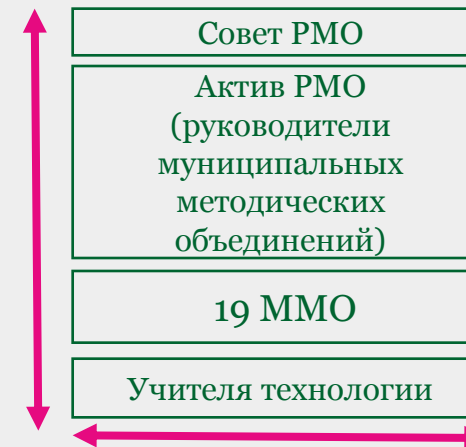 Совет РМО
Актив РМО
(руководители
муниципальных
методических
объединений)
19 ММО
Учителя технологии